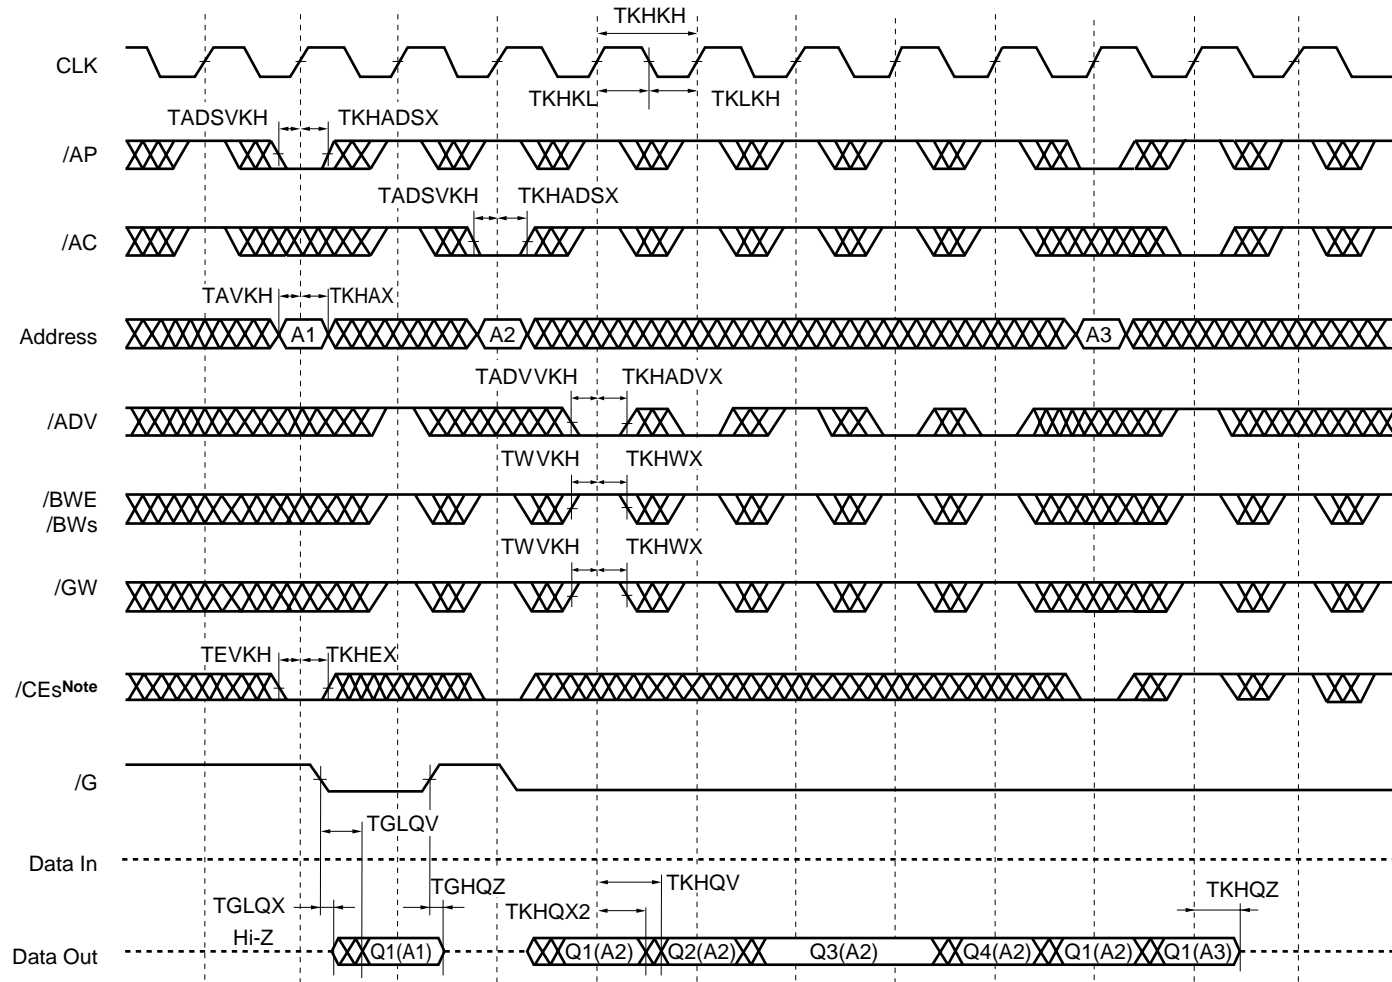 TKHKH
CLK
TKHKL
TKLKH
TADSVKH
TKHADSX
/AP
TADSVKH
TKHADSX
/AC
TAVKH
TKHAX
Address
A1
A2
A3
TADVVKH
TKHADVX
/ADV
TWVKH
TKHWX
/BWE
/BWs
TWVKH
TKHWX
/GW
TEVKH
TKHEX
/CEsNote
/G
TGLQV
Data In
TGHQZ
TKHQV
TKHQZ
TGLQX
TKHQX2
Hi-Z
Data Out
Q1(A1)
Q1(A2)
Q2(A2)
Q3(A2)
Q4(A2)
Q1(A2)
Q1(A3)